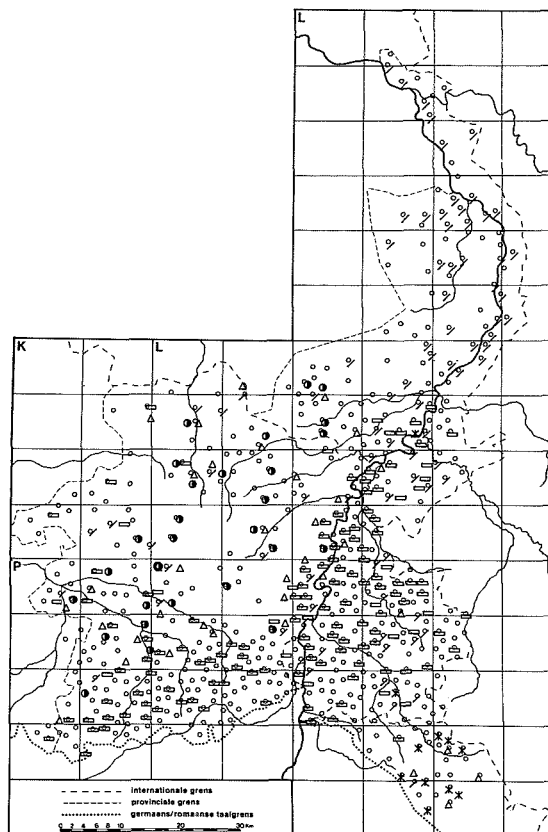 L
K L
P
internationale grens
provinciale grens
germaans/romaanse taalgrens
0 2 4 6 8 10 20 30 Km